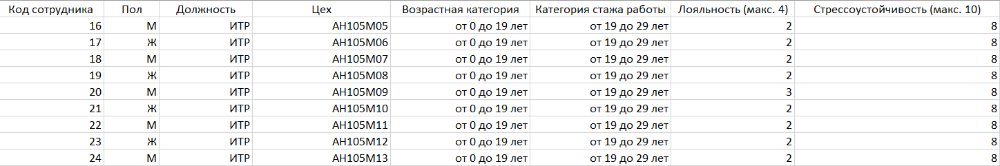 Код сотрудника Пол Должность Цех Возрастная категория Категория стажа работы Лояльность (макс. 4) Стрессоустойчивость (макс. 10)
16 М ИТР АН105М05 от 0 до 19 лет от 19 до 29 лет 2 8
17 Ж ИТР АН105М06 от 0 до 19 лет от 19 до 29 лет 2 8
18 М ИТР АН105М07 от 0 до 19 лет от 19 до 29 лет 2 8
19 Ж ИТР АН105М08 от 0 до 19 лет от 19 до 29 лет 2 8
20 М ИТР АН105М09 от 0 до 19 лет от 19 до 29 лет 3 8
21 Ж ИТР АН105М10 от 0 до 19 лет от 19 до 29 лет 2 8
22 М ИТР АН105М11 от 0 до 19 лет от 19 до 29 лет 2 8
23 Ж ИТР АН105М12 от 0 до 19 лет от 19 до 29 лет 2 8
24 М ИТР АН105М13 от 0 до 19 лет от 19 до 29 лет 2 8